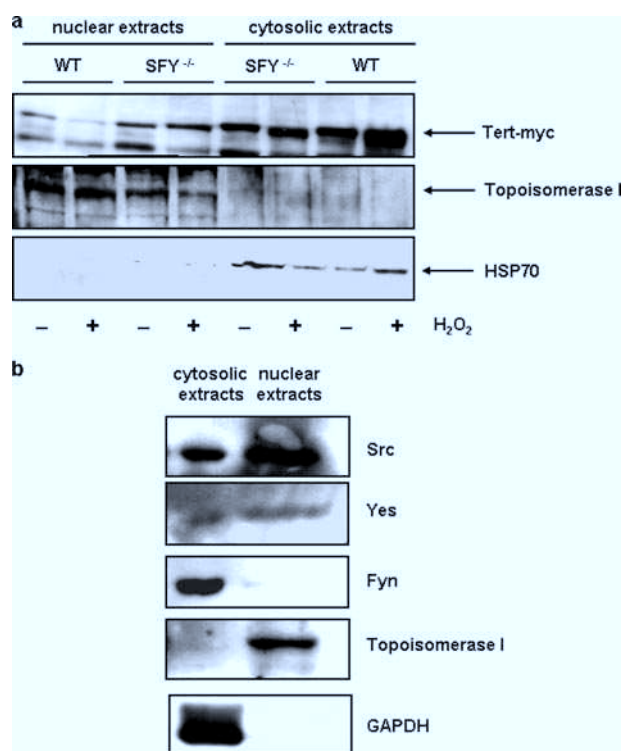 a
nuclear extracts cytosolic extracts
WT SFY -/- SFY -/- WT
Tert-myc
Topoisomerase I
HSP70
– + – + – + – + H₂O₂
b
cytosolic extracts nuclear extracts
Src
Yes
Fyn
Topoisomerase I
GAPDH